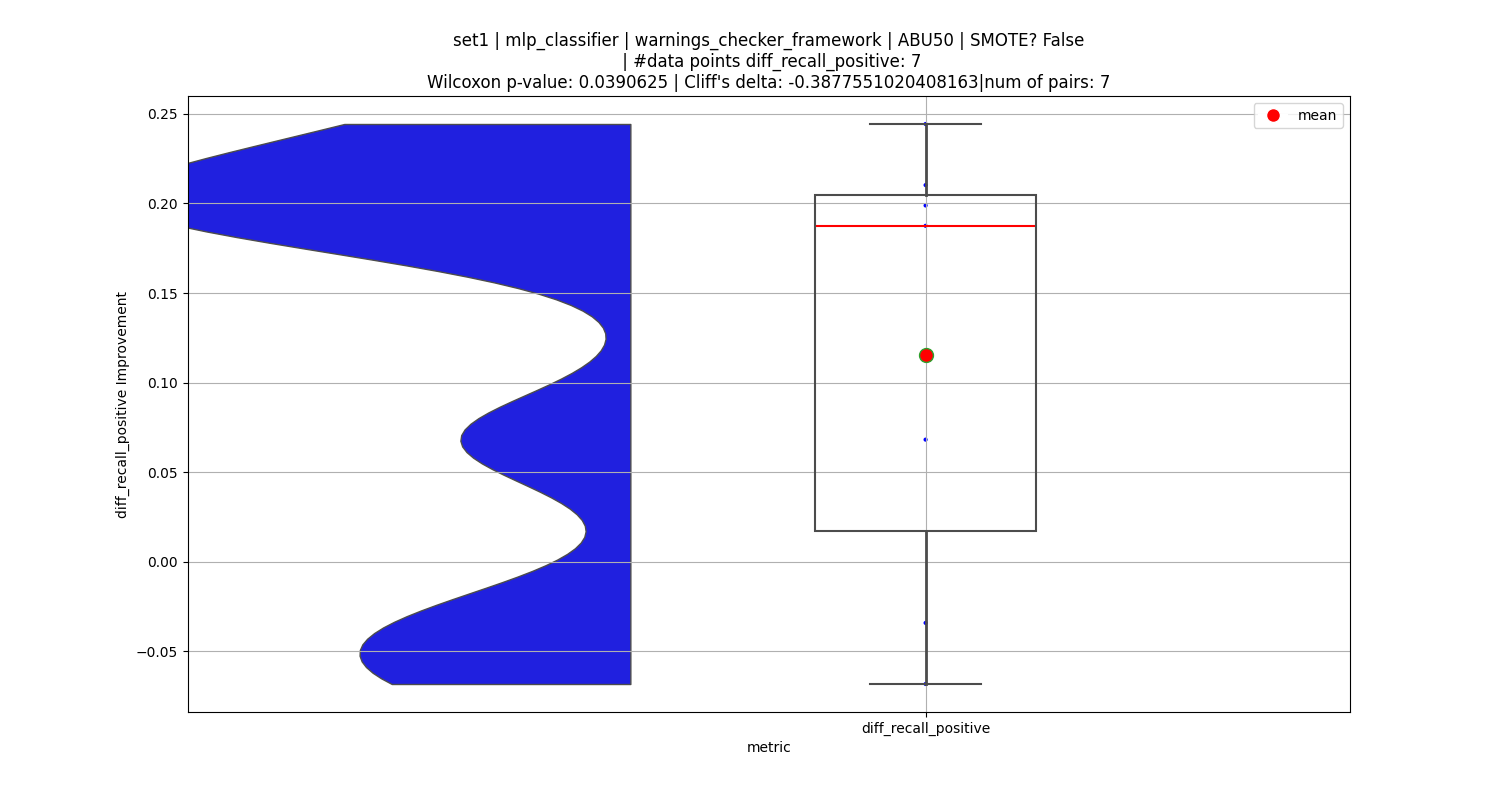 set1 | mlp_classifier | warnings_checker_framework | ABU50 | SMOTE? False
| #data points diff_recall_positive: 7
Wilcoxon p-value: 0.0390625 | Cliff's delta: -0.3877551020408163|num of pairs: 7
mean
0.25
0.20
0.15
0.10
0.05
0.00
−0.05
diff_recall_positive Improvement
diff_recall_positive
metric